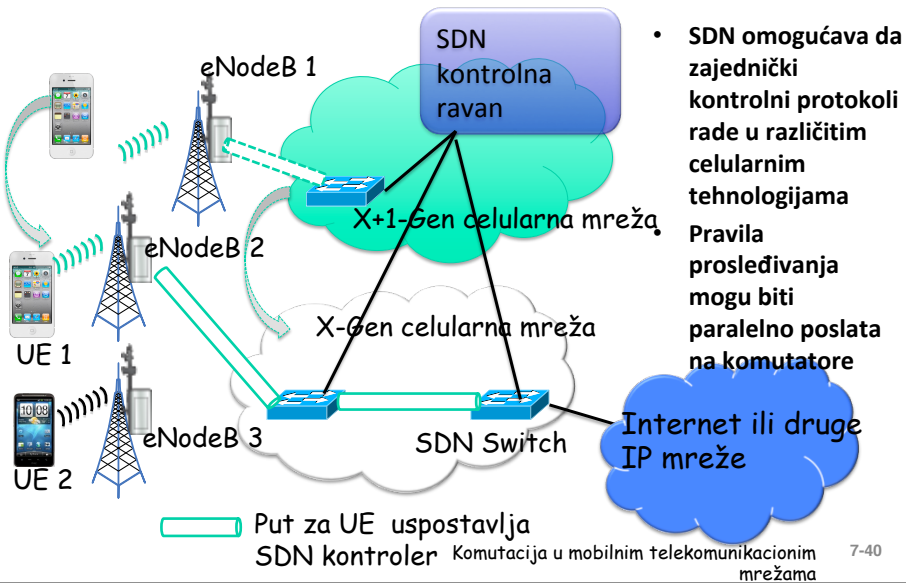 SDN
kontrolna
ravan
eNodeB 1
X+1-Gen celularna mreža
eNodeB 2
X-Gen celularna mreža
UE 1
10 08
eNodeB 3
SDN Switch
UE 2
Internet ili druge
IP mreže
Put za UE uspostavlja
SDN kontroler
• SDN omogućava da
zajednički
kontrolni protokoli
rade u različitim
celularnim
tehnologijama
• Pravila
prosleđivanja
mogu biti
paralelno poslata
na komutatore
Komutacija u mobilnim telekomunikacionim
mrežama
7-40